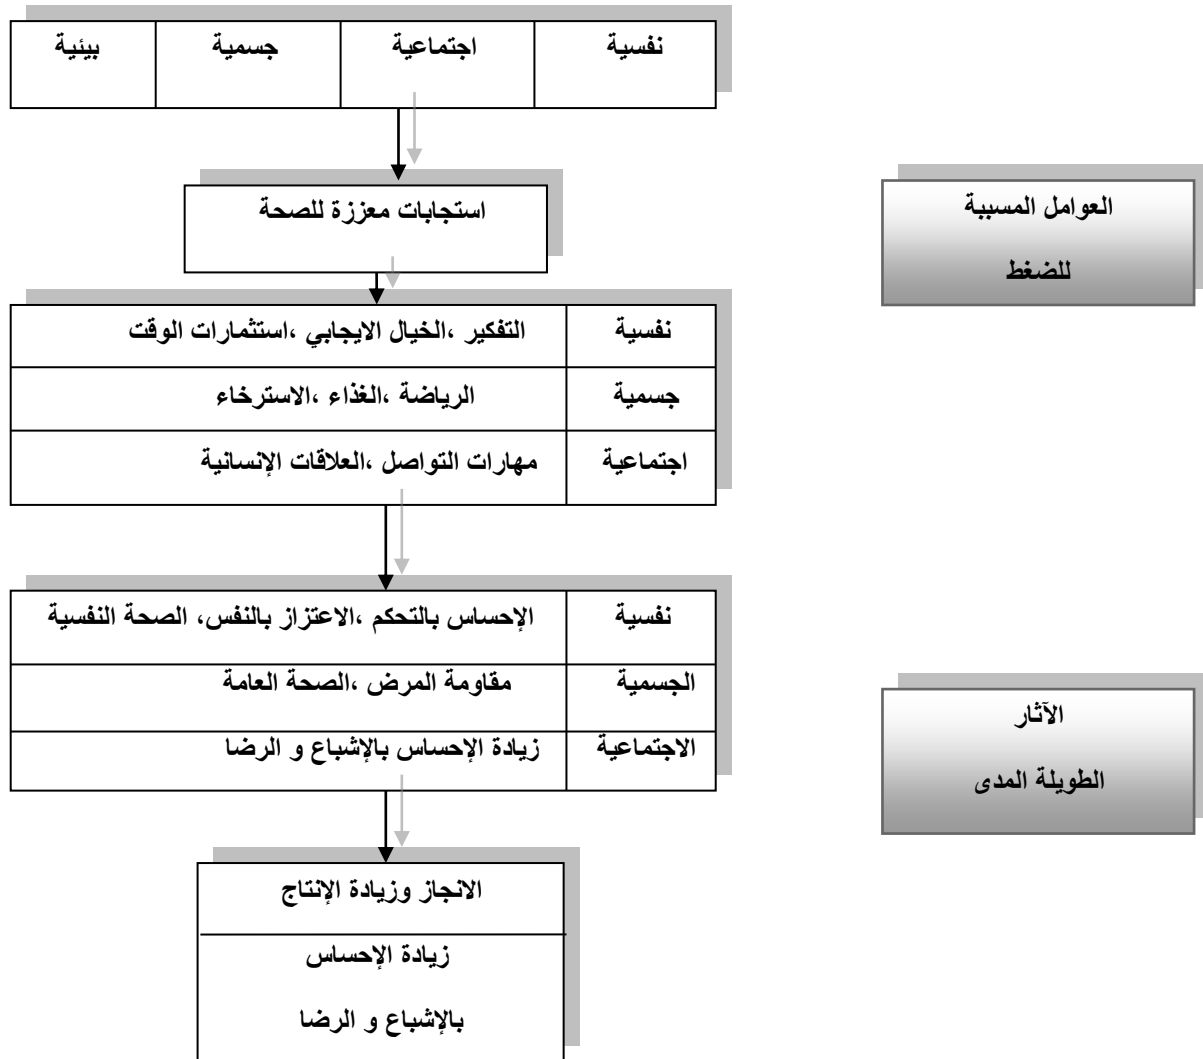 نفسية
اجتماعية
جسمية
بيئية
استجابات معززة للصحة
العوامل المسببة
للضغط
نفسية
التفكير ،الخيال الايجابي ،استثمارات الوقت
جسمية
الرياضة ،الغذاء ،الاسترخاء
اجتماعية
مهارات التواصل ،العلاقات الإنسانية
نفسية
الإحساس بالتحكم ،الاعتزاز بالنفس، الصحة النفسية
الجسمية
مقاومة المرض ،الصحة العامة
الاجتماعية
زيادة الإحساس بالإشباع و الرضا
الآثار
الطويلة المدى
الانجاز وزيادة الإنتاج
زيادة الإحساس
بالإشباع و الرضا